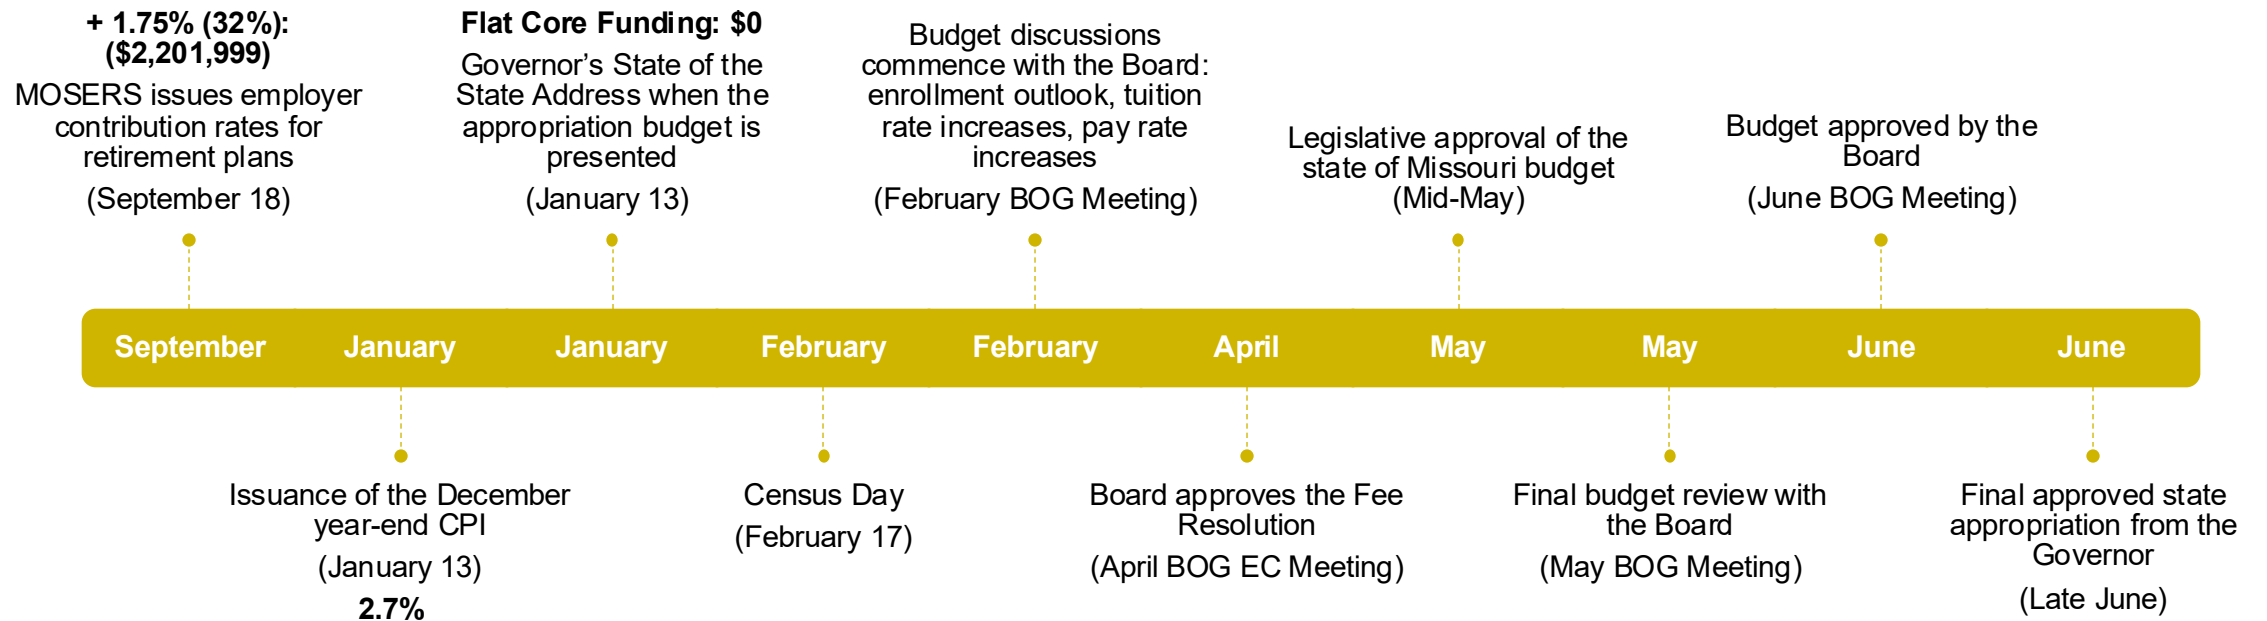 + 1.75% (32%):
($2,201,999)
MOSERS issues employer
contribution rates for
retirement plans
(September 18)
Flat Core Funding: $0
Governor’s State of the
State Address when the
appropriation budget is
presented
(January 13)
Budget discussions
commence with the Board:
enrollment outlook, tuition
rate increases, pay rate
increases
(February BOG Meeting)
Legislative approval of the
state of Missouri budget
(Mid-May)
Budget approved by the
Board
(June BOG Meeting)
September
January
January
February
February
April
May
May
June
June
Issuance of the December
year-end CPI
(January 13)
2.7%
Census Day
(February 17)
Board approves the Fee
Resolution
(April BOG EC Meeting)
Final budget review with
the Board
(May BOG Meeting)
Final approved state
appropriation from the
Governor
(Late June)